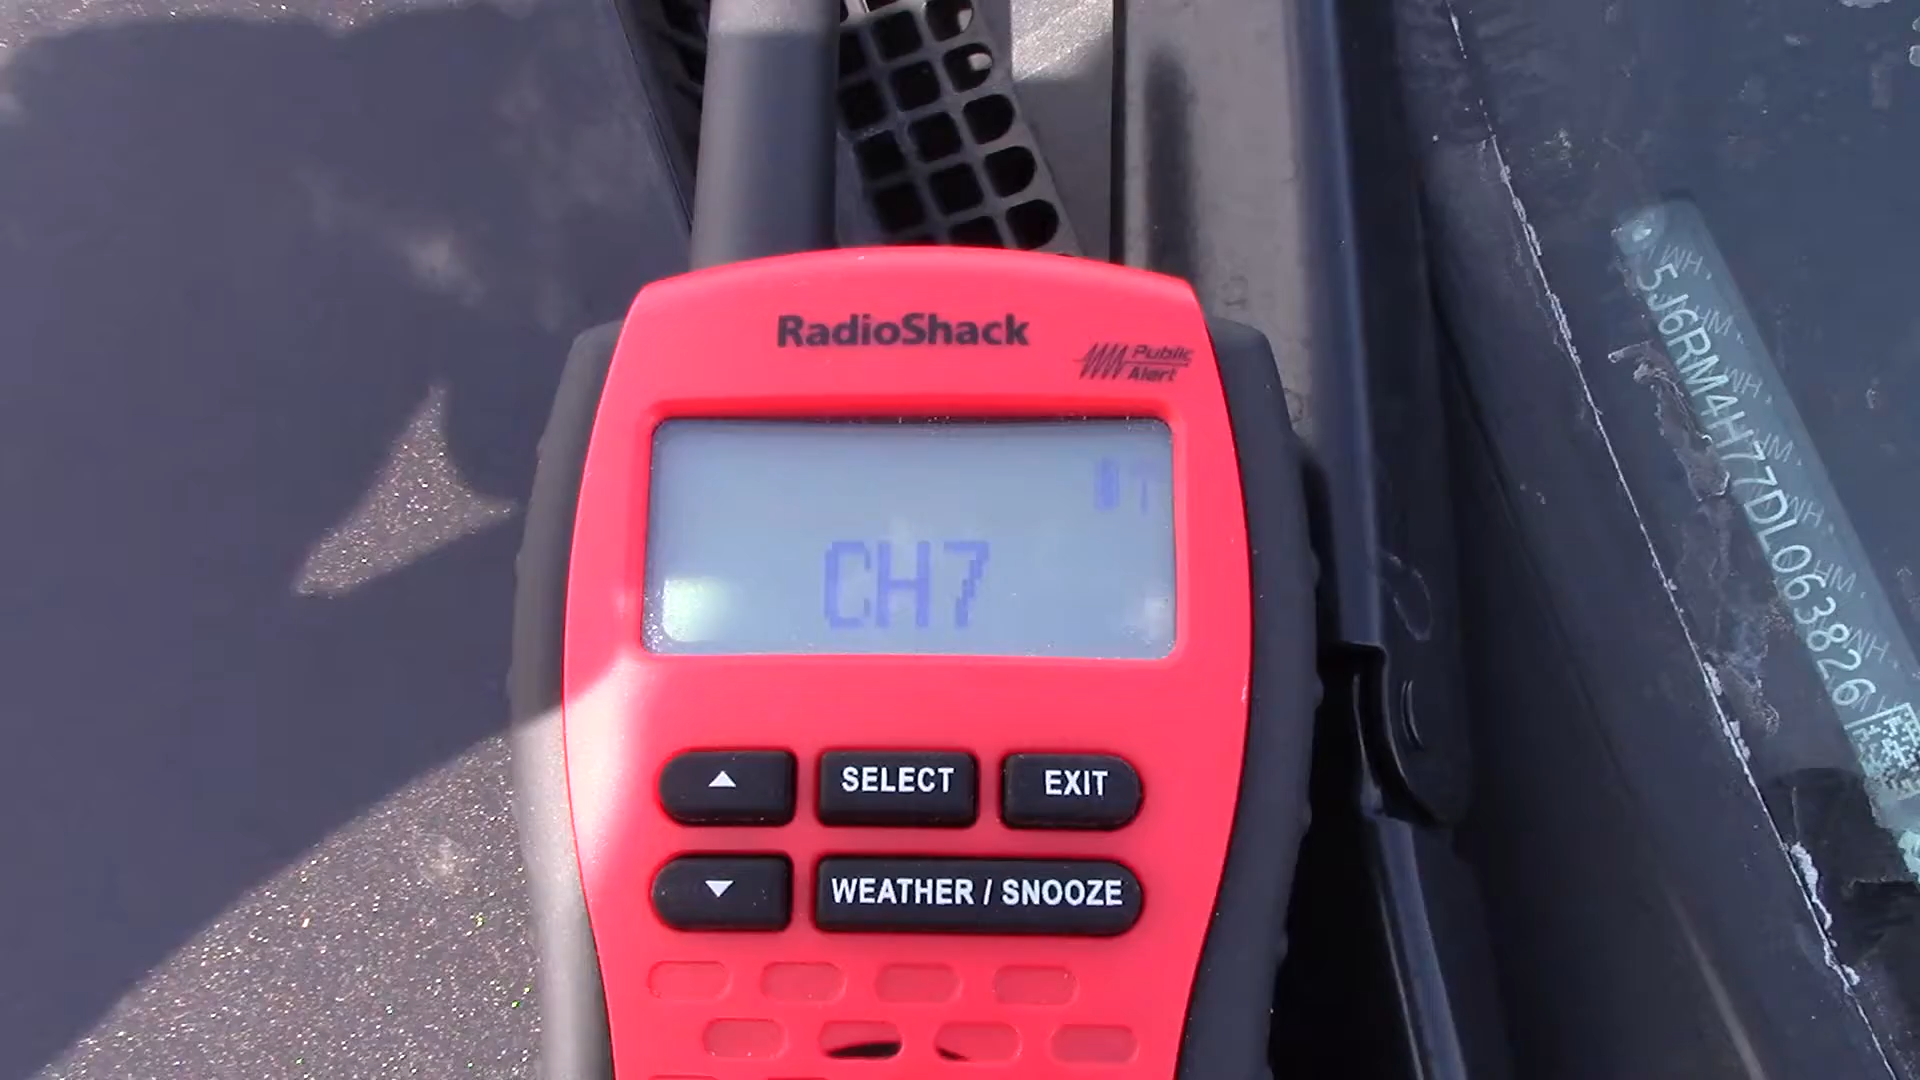 RadioShack
Public
Alert
CH7
▲ SELECT EXIT
▼ WEATHER / SNOOZE
5J6RM4H77DL063826